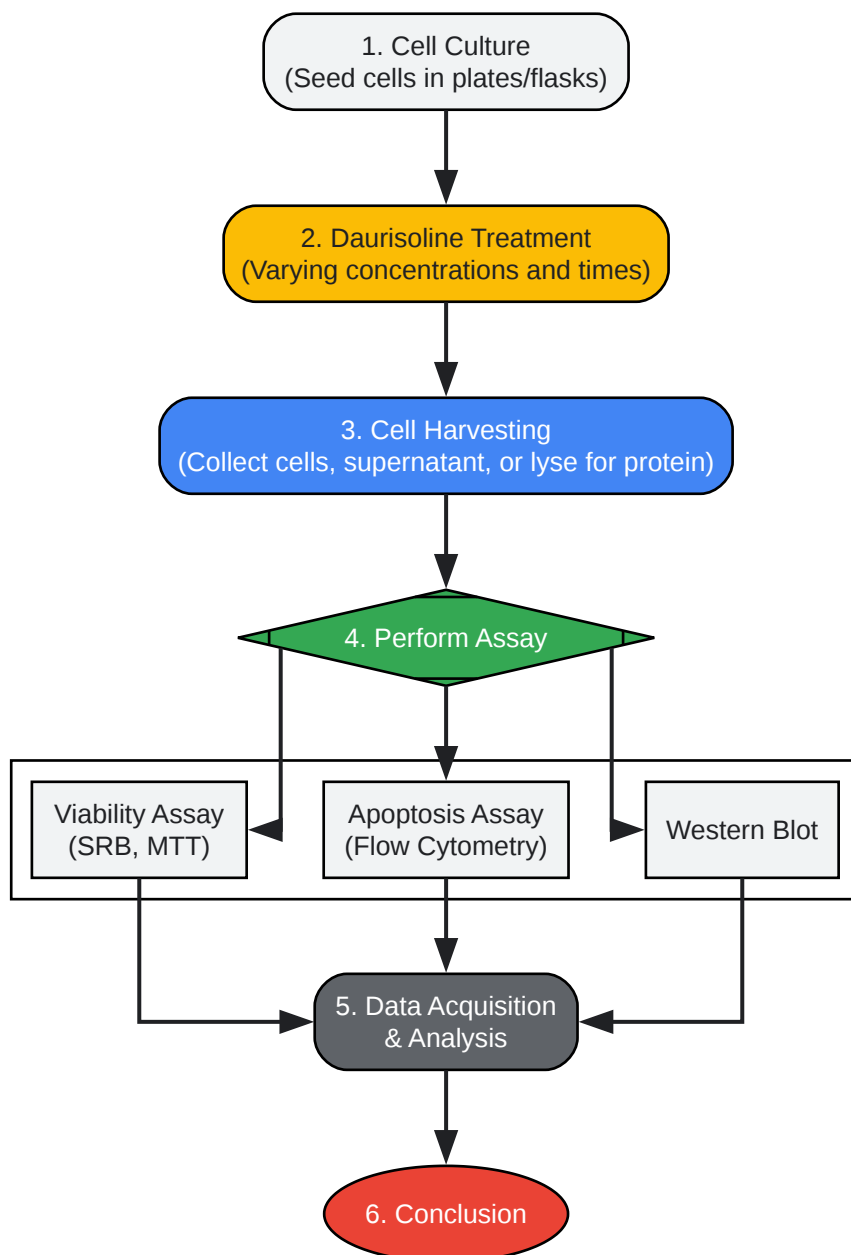 1. Cell Culture
(Seed cells in plates/flasks)
2. Daurisoline Treatment
(Varying concentrations and times)
3. Cell Harvesting
(Collect cells, supernatant, or lyse for protein)
4. Perform Assay
Viability Assay
(SRB, MTT)
Apoptosis Assay
(Flow Cytometry)
Western Blot
5. Data Acquisition
& Analysis
6. Conclusion